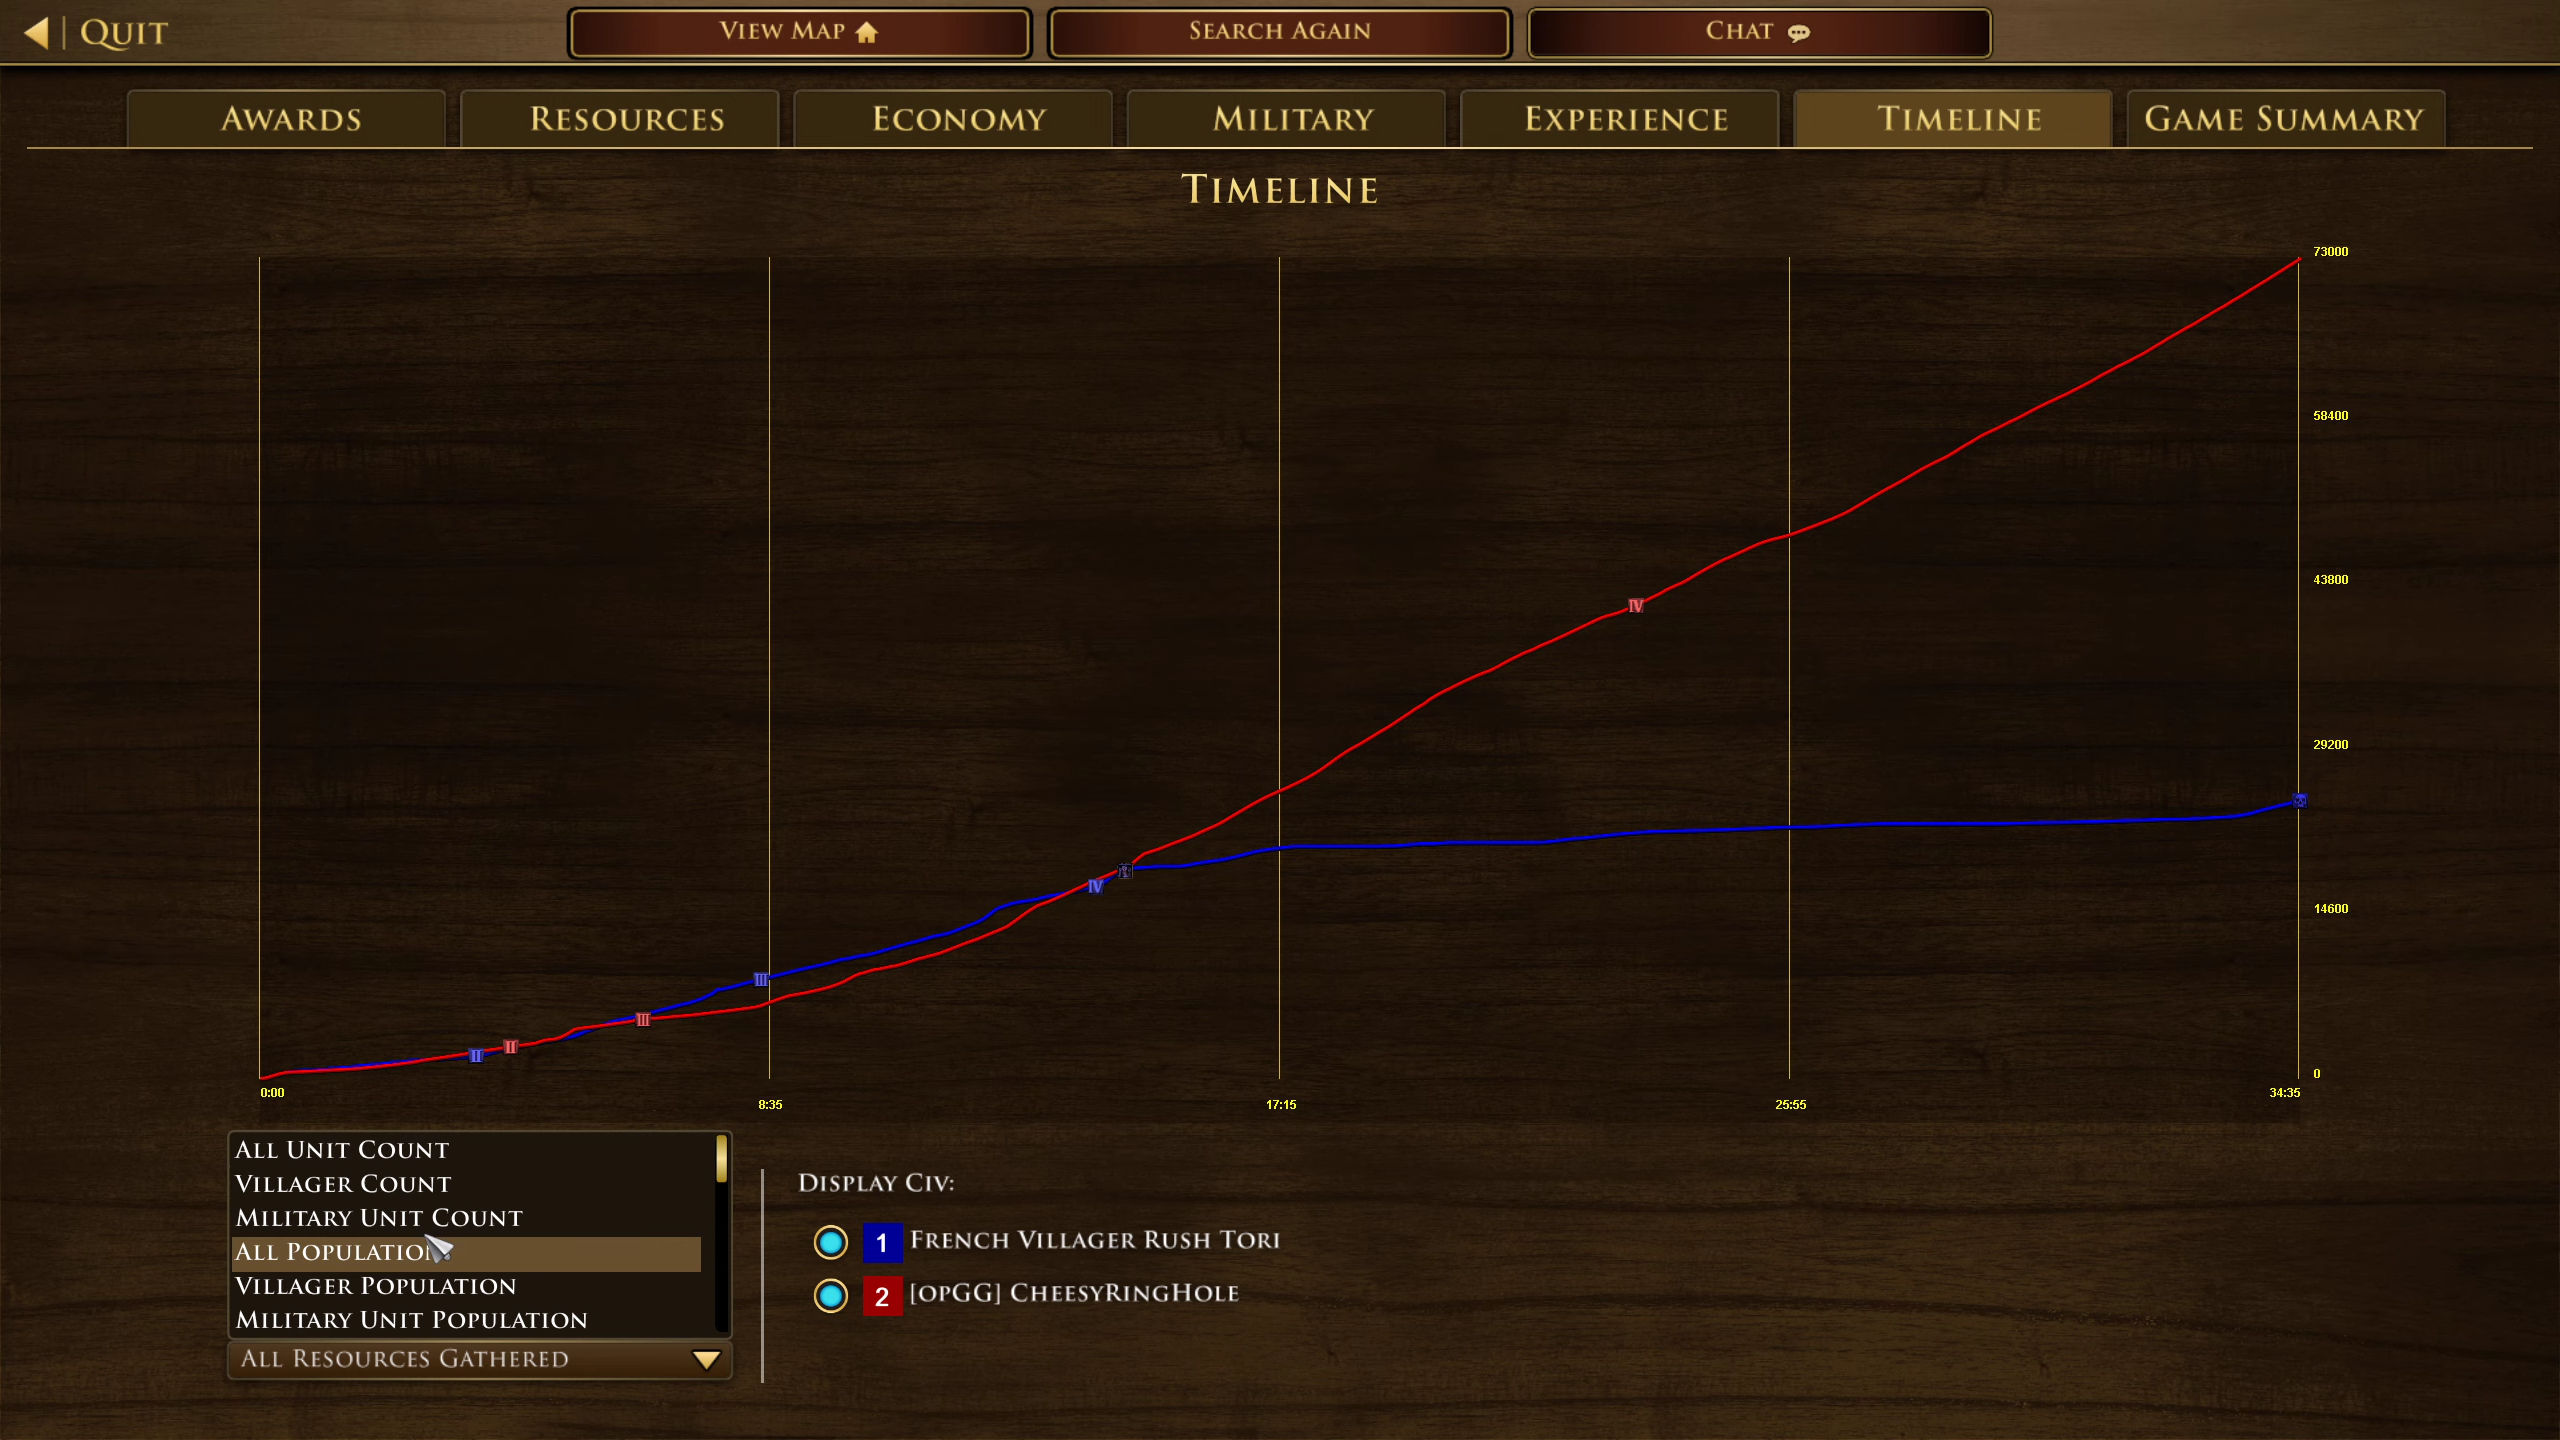 QUIT
VIEW MAP
SEARCH AGAIN
CHAT
AWARDS
RESOURCES
ECONOMY
MILITARY
EXPERIENCE
TIMELINE
GAME SUMMARY
TIMELINE
73000
58400
43800
29200
14600
0
II
II
III
III
IV
IV
0:00
8:35
17:15
25:55
34:35
ALL UNIT COUNT
VILLAGER COUNT
MILITARY UNIT COUNT
ALL POPULATION
VILLAGER POPULATION
MILITARY UNIT POPULATION
ALL RESOURCES GATHERED
DISPLAY CIV:
1 FRENCH VILLAGER RUSH TORI
2 [OPGG] CHEESYRINGHOLE